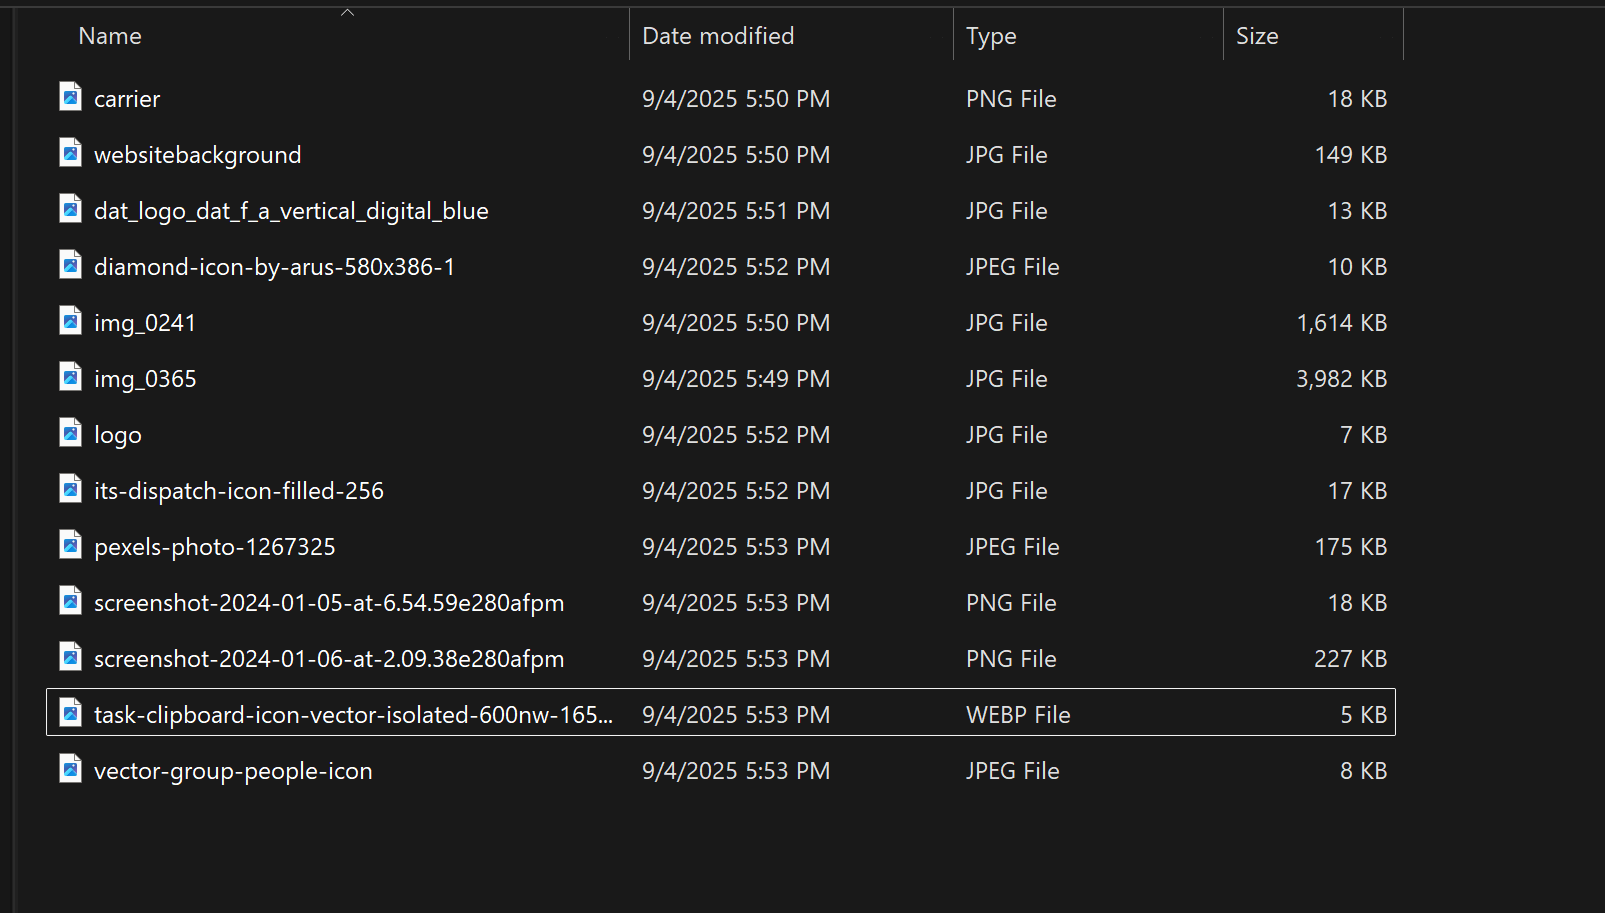 Name Date modified Type Size
carrier 9/4/2025 5:50 PM PNG File 18 KB
websitebackground 9/4/2025 5:50 PM JPG File 149 KB
dat_logo_dat_f_a_vertical_digital_blue 9/4/2025 5:51 PM JPG File 13 KB
diamond-icon-by-arus-580x386-1 9/4/2025 5:52 PM JPEG File 10 KB
img_0241 9/4/2025 5:50 PM JPG File 1,614 KB
img_0365 9/4/2025 5:49 PM JPG File 3,982 KB
logo 9/4/2025 5:52 PM JPG File 7 KB
its-dispatch-icon-filled-256 9/4/2025 5:52 PM JPG File 17 KB
pexels-photo-1267325 9/4/2025 5:53 PM JPEG File 175 KB
screenshot-2024-01-05-at-6.54.59e280afpm 9/4/2025 5:53 PM PNG File 18 KB
screenshot-2024-01-06-at-2.09.38e280afpm 9/4/2025 5:53 PM PNG File 227 KB
task-clipboard-icon-vector-isolated-600nw-165... 9/4/2025 5:53 PM WEBP File 5 KB
vector-group-people-icon 9/4/2025 5:53 PM JPEG File 8 KB